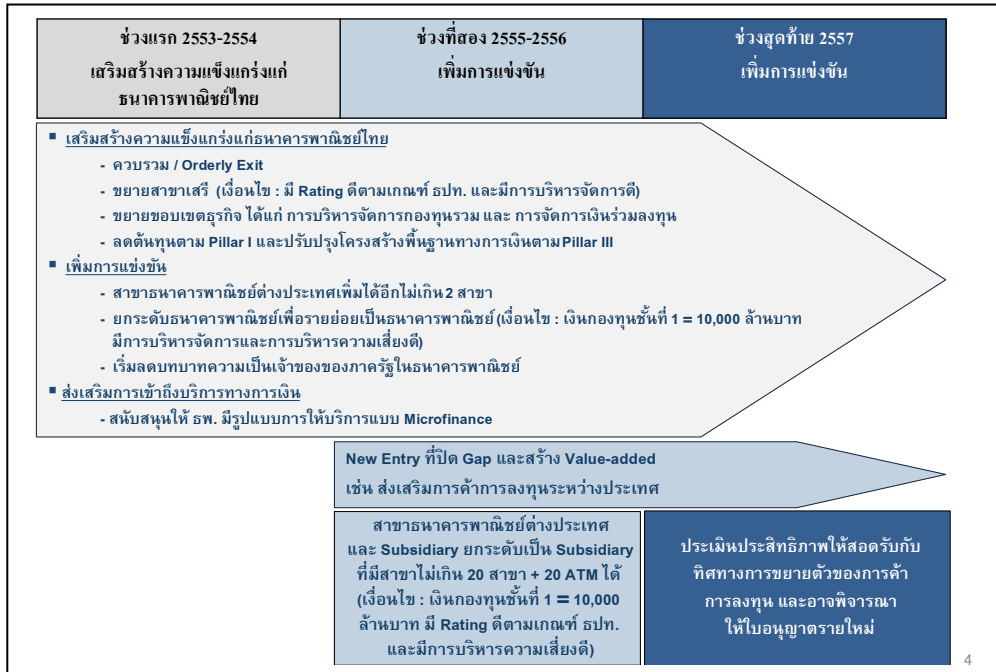 ช่วงแรก 2553-2554
เสริมสร้างความแข็งแกร่งแก่
ธนาคารพาณิชย์ไทย
ช่วงที่สอง 2555-2556
เพิ่มการแข่งขัน
ช่วงสุดท้าย 2557
เพิ่มการแข่งขัน
▪ เสริมสร้างความแข็งแกร่งแก่ธนาคารพาณิชย์ไทย
- ควบรวม / Orderly Exit
- ขยายสาขาเสรี (เงื่อนไข : มี Rating ดีตามเกณฑ์ ธปท. และมีการบริหารจัดการดี)
- ขยายขอบเขตธุรกิจ ได้แก่ การบริหารจัดการกองทุนรวม และ การจัดการเงินร่วมลงทุน
- ลดต้นทุนตาม Pillar I และปรับปรุงโครงสร้างพื้นฐานทางการเงินตาม Pillar III
▪ เพิ่มการแข่งขัน
- สาขาธนาคารพาณิชย์ต่างประเทศเพิ่มได้อีกไม่เกิน 2 สาขา
- ยกระดับธนาคารพาณิชย์เพื่อรายย่อยเป็นธนาคารพาณิชย์ (เงื่อนไข : เงินกองทุนชั้นที่ 1 = 10,000 ล้านบาท
มีการบริหารจัดการและการบริหารความเสี่ยงดี)
- เริ่มลดบทบาทความเป็นเจ้าของของภาครัฐในธนาคารพาณิชย์
▪ ส่งเสริมการเข้าถึงบริการทางการเงิน
- สนับสนุนให้ ธพ. มีรูปแบบการให้บริการแบบ Microfinance
New Entry ที่ปิด Gap และสร้าง Value-added
เช่น ส่งเสริมการค้าการลงทุนระหว่างประเทศ
สาขาธนาคารพาณิชย์ต่างประเทศ
และ Subsidiary ยกระดับเป็น Subsidiary
ที่มีสาขาไม่เกิน 20 สาขา + 20 ATM ได้
(เงื่อนไข : เงินกองทุนชั้นที่ 1 = 10,000
ล้านบาท มี Rating ดีตามเกณฑ์ ธปท.
และมีการบริหารความเสี่ยงดี)
ประเมินประสิทธิภาพให้สอดรับกับ
ทิศทางการขยายตัวของการค้า
การลงทุน และอาจพิจารณา
ให้ใบอนุญาตรายใหม่
4